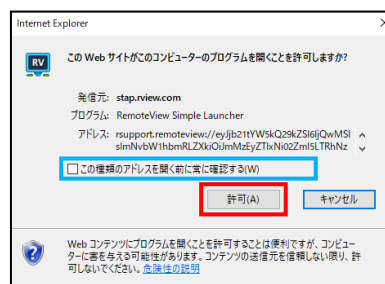 Internet Explorer
RV
この Web サイトがこのコンピューターのプログラムを開くことを許可しますか?
発信元: stap.rview.com
プログラム: RemoteView Simple Launcher
アドレス: rsupport.remoteview://eyJjb21tYW5kQ29kZSI6IjQwMSI
sImNvbW1hbmRLZXkiOiJmMzEyZTIxNi02ZmI5LTRhNz
この種類のアドレスを開く前に常に確認する(W)
許可(A)
キャンセル
Web コンテンツにプログラムを開くことを許可することは便利ですが、コンピュー
ターに害を与える可能性があります。コンテンツの送信元を信頼しない限り、許
可しないでください。危険性の説明